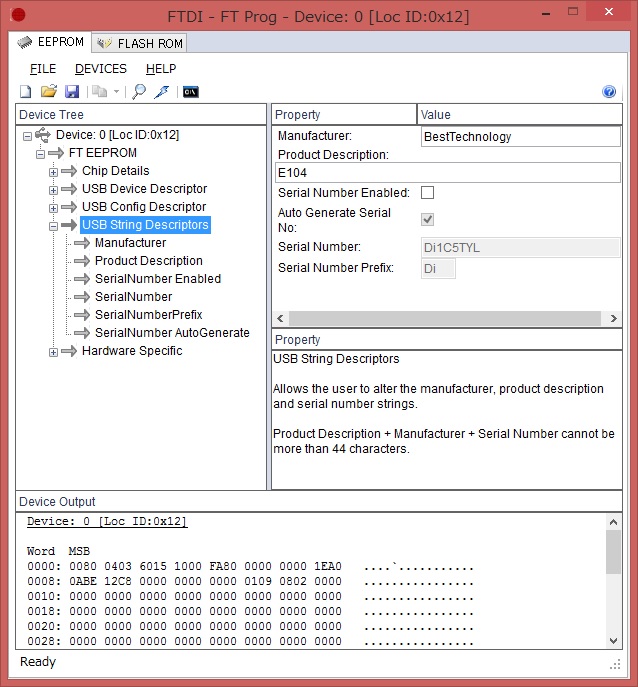 FTDI - FT Prog - Device: 0 [Loc ID:0x12]
EEPROM
FLASH ROM
FILE DEVICES HELP
C:\
?
Device Tree
Device: 0 [Loc ID:0x12]
FT EEPROM
Chip Details
USB Device Descriptor
USB Config Descriptor
USB String Descriptors
Manufacturer
Product Description
SerialNumber Enabled
SerialNumber
SerialNumberPrefix
SerialNumber AutoGenerate
Hardware Specific
Property Value
Manufacturer: BestTechnology
Product Description:
E104
Serial Number Enabled:
Auto Generate Serial
No:
Serial Number: Di1C5TYL
Serial Number Prefix: Di
Property
USB String Descriptors
Allows the user to alter the manufacturer, product description
and serial number strings.
Product Description + Manufacturer + Serial Number cannot be
more than 44 characters.
Device Output
Device: 0 [Loc ID:0x12]
Word MSB
0000: 0080 0403 6015 1000 FA80 0000 0000 1EA0 ....`...........
0008: 0ABE 12C8 0000 0000 0000 0109 0802 0000 ................
0010: 0000 0000 0000 0000 0000 0000 0000 0000 ................
0018: 0000 0000 0000 0000 0000 0000 0000 0000 ................
0020: 0000 0000 0000 0000 0000 0000 0000 0000 ................
0028: 0000 0000 0000 0000 0000 0000 0000 0000 ................
Ready